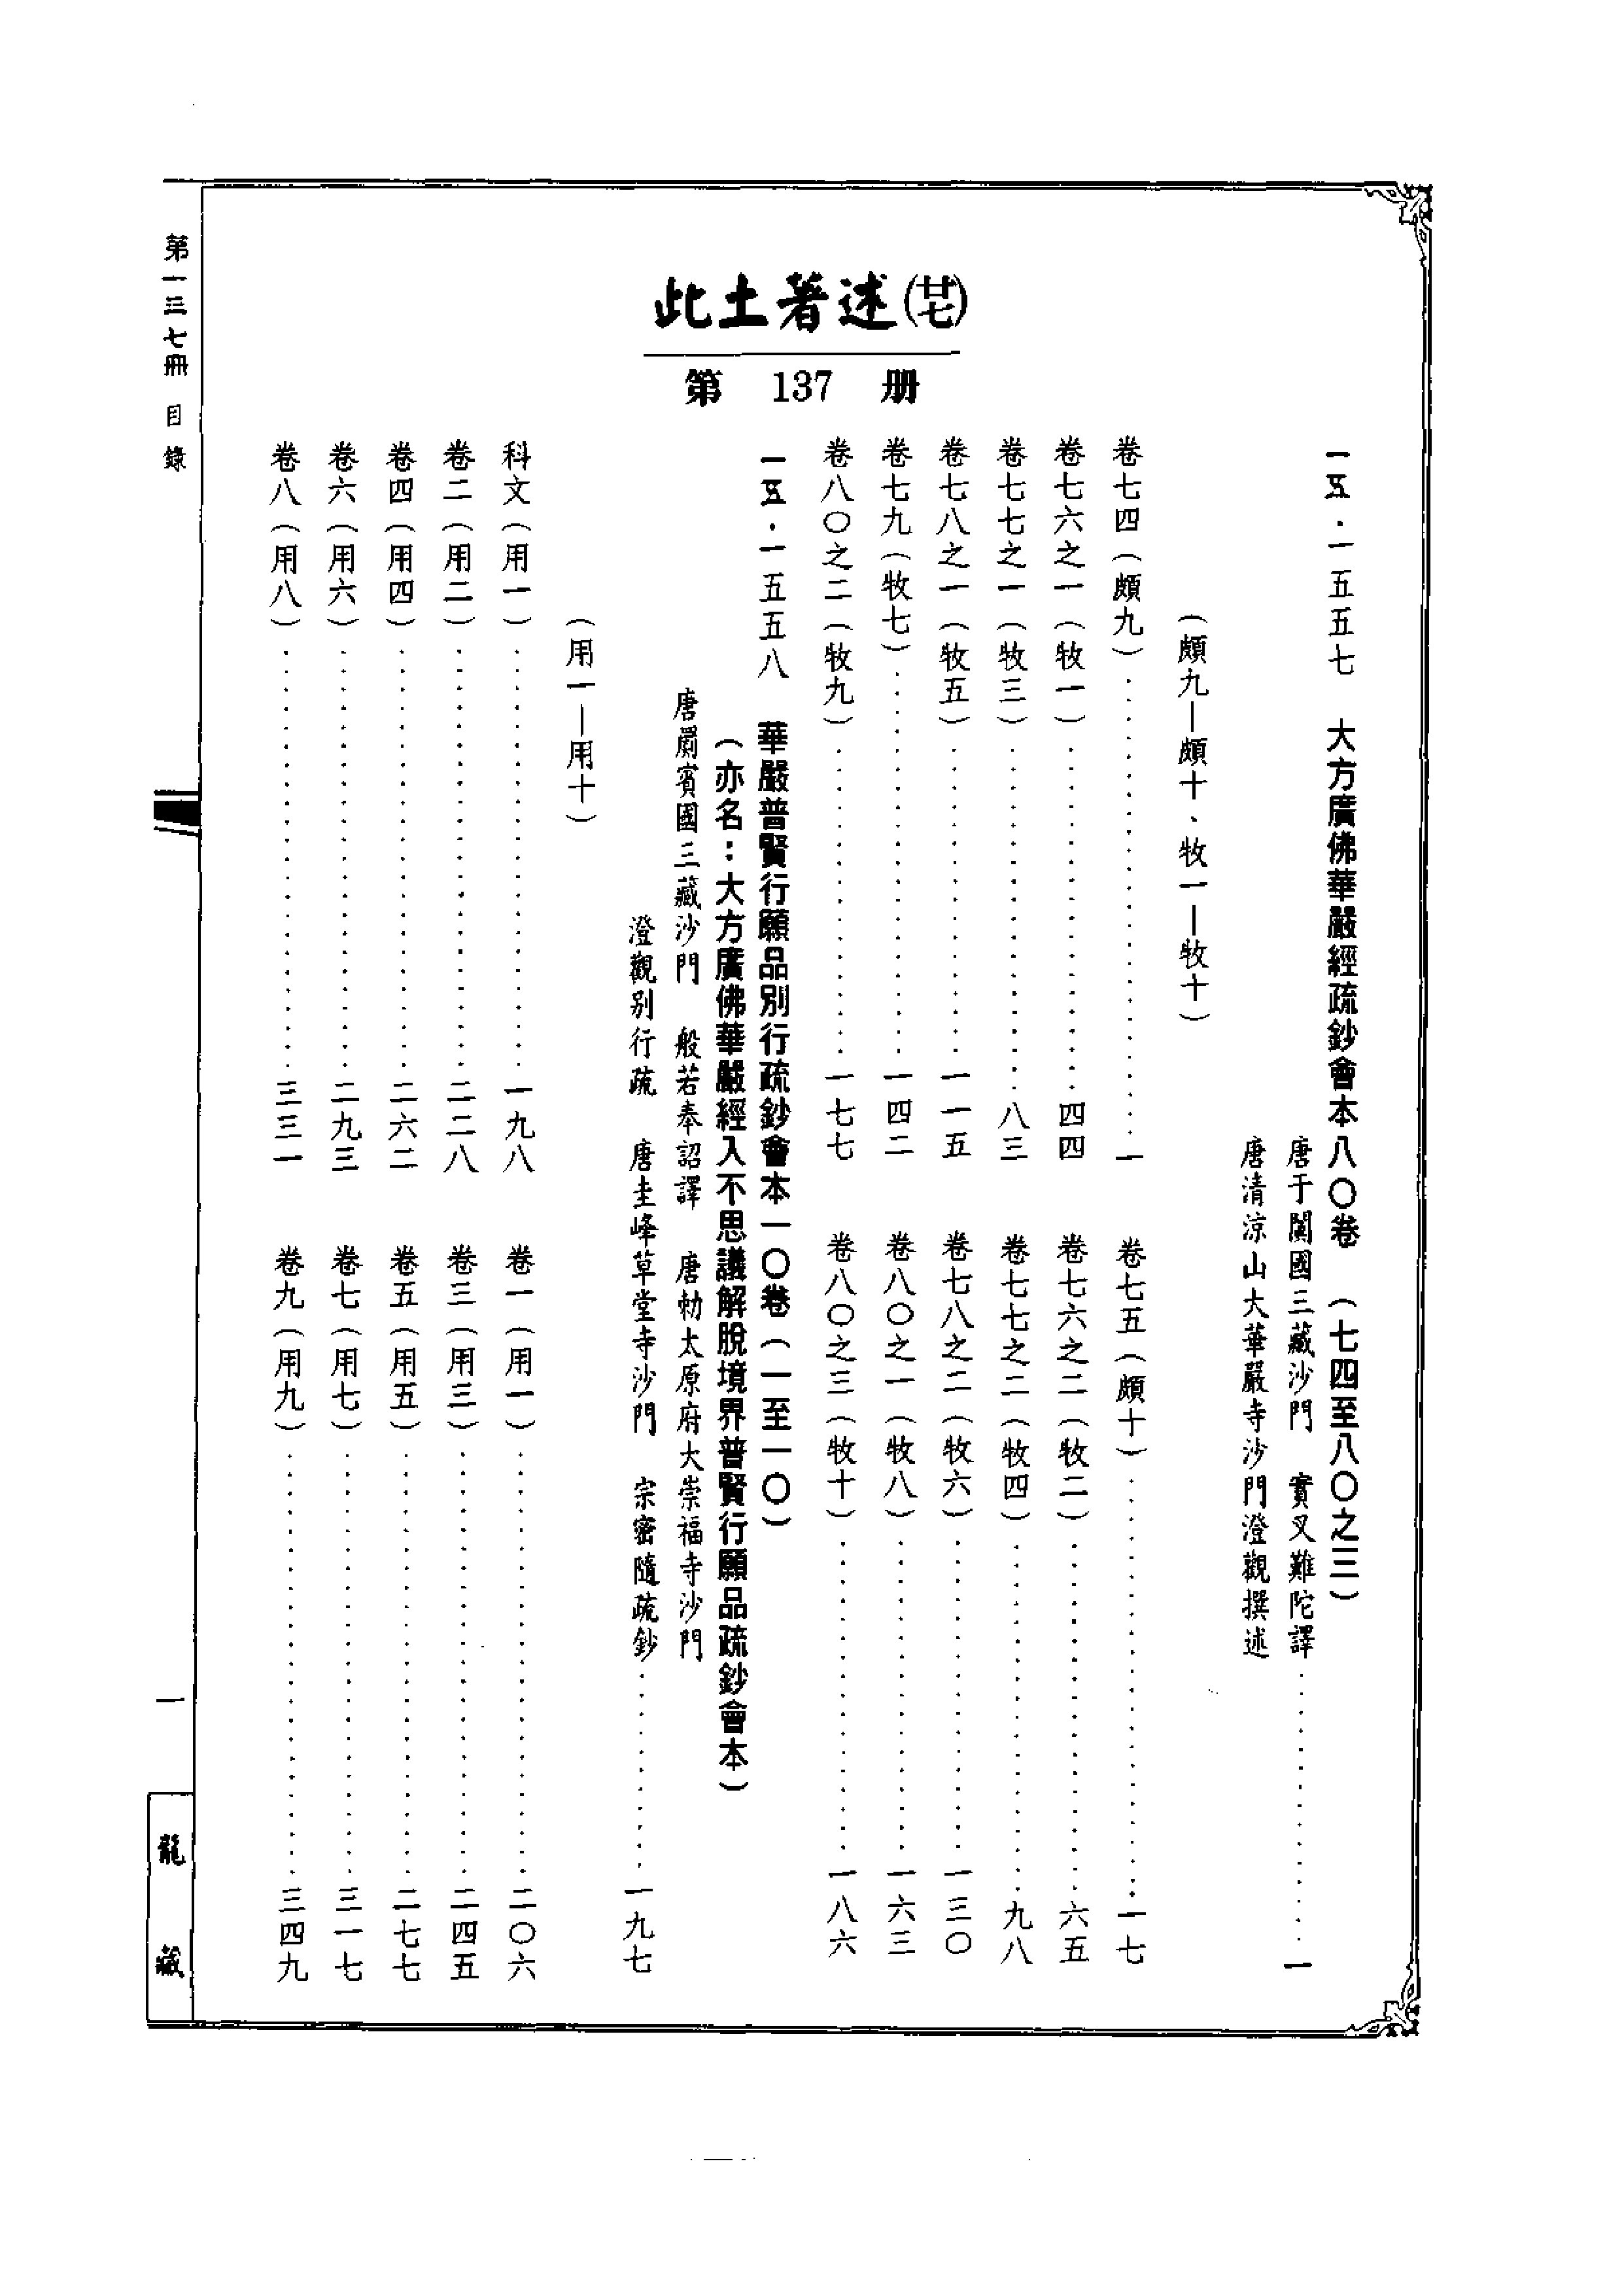 此土著述(廿七)
第 137 册
一五·一五五七 大方廣佛華嚴經疏鈔會本八〇卷 (七四至八〇之三)
唐于闐國三藏沙門 實叉難陀譯……………一
唐清涼山大華嚴寺沙門澄觀撰述
(頗九—頗十、牧一—牧十)
卷七四(頗九)……………一 卷七五(頗十)……………一七
卷七六之一(牧一)……………四四 卷七六之二(牧二)……………六五
卷七七之一(牧三)……………八三 卷七七之二(牧四)……………九八
卷七八之一(牧五)……………一一五 卷七八之二(牧六)……………一三〇
卷七九(牧七)……………一四二 卷八〇之一(牧八)……………一六三
卷八〇之二(牧九)……………一七七 卷八〇之三(牧十)……………一八六
一五·一五五八 華嚴普賢行願品別行疏鈔會本一〇卷(一至一〇)
(亦名:大方廣佛華嚴經入不思議解脫境界普賢行願品疏鈔會本)
唐罽賓國三藏沙門 般若奉詔譯 唐勅太原府大崇福寺沙門
澄觀别行疏 唐圭峰草堂寺沙門 宗密隨疏鈔……………一九七
(用一—用十)
科文(用一)……………一九八 卷一(用一)……………二〇六
卷二(用二)……………二二八 卷三(用三)……………二四五
卷四(用四)……………二六二 卷五(用五)……………二七七
卷六(用六)……………二九三 卷七(用七)……………三一七
卷八(用八)……………三三一 卷九(用九)……………三四九
第一三七冊 目錄
一
龍藏